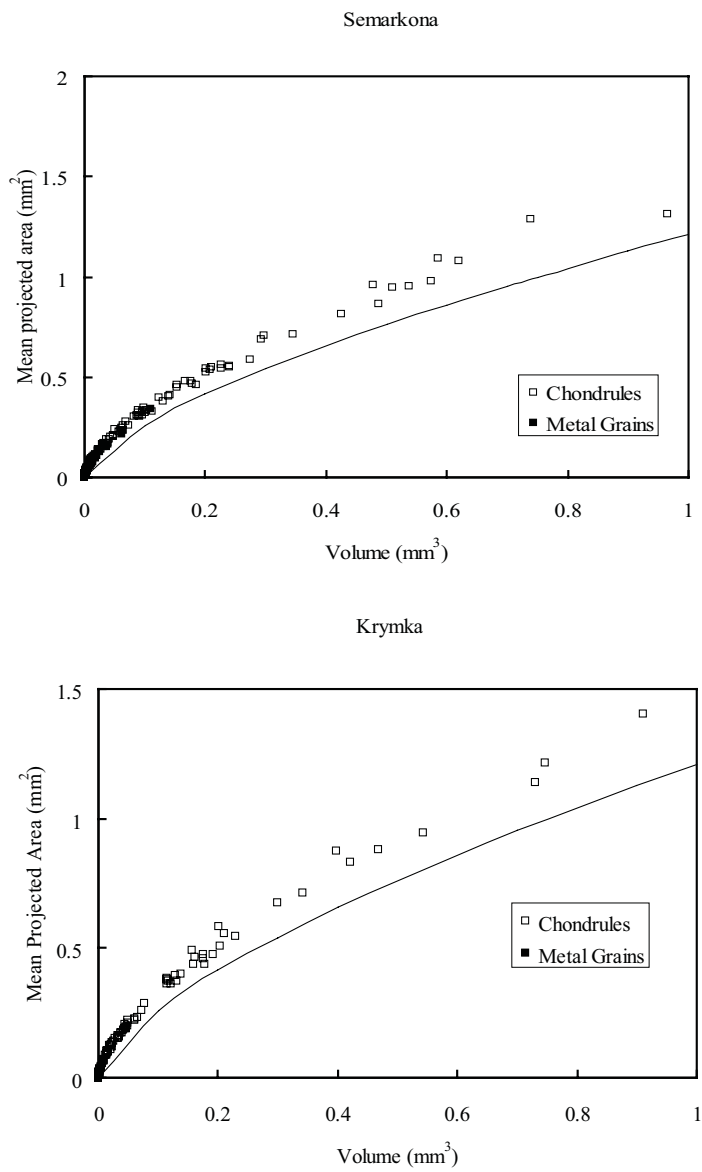 Semarkona
2
1.5
1
0.5
0
Mean projected area (mm²)
Chondrules
Metal Grains
0 0.2 0.4 0.6 0.8 1
Volume (mm³)
Krymka
1.5
1
0.5
0
Mean Projected Area (mm²)
Chondrules
Metal Grains
0 0.2 0.4 0.6 0.8 1
Volume (mm³)